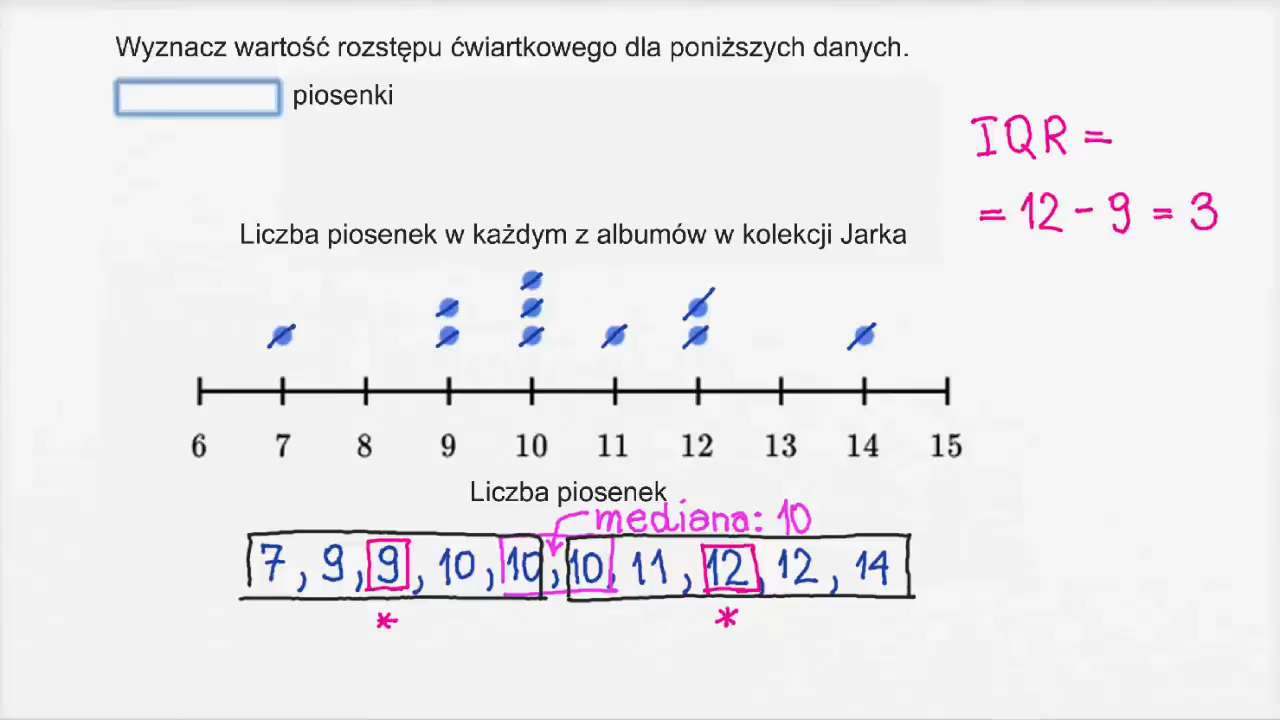 Wyznacz wartość rozstępu ćwiartkowego dla poniższych danych.
piosenki
IQR =
= 12 - 9 = 3
Liczba piosenek w każdym z albumów w kolekcji Jarka
6 7 8 9 10 11 12 13 14 15
Liczba piosenek
mediana: 10
7, 9, 9, 10, 10, 10, 11, 12, 12, 14
* *